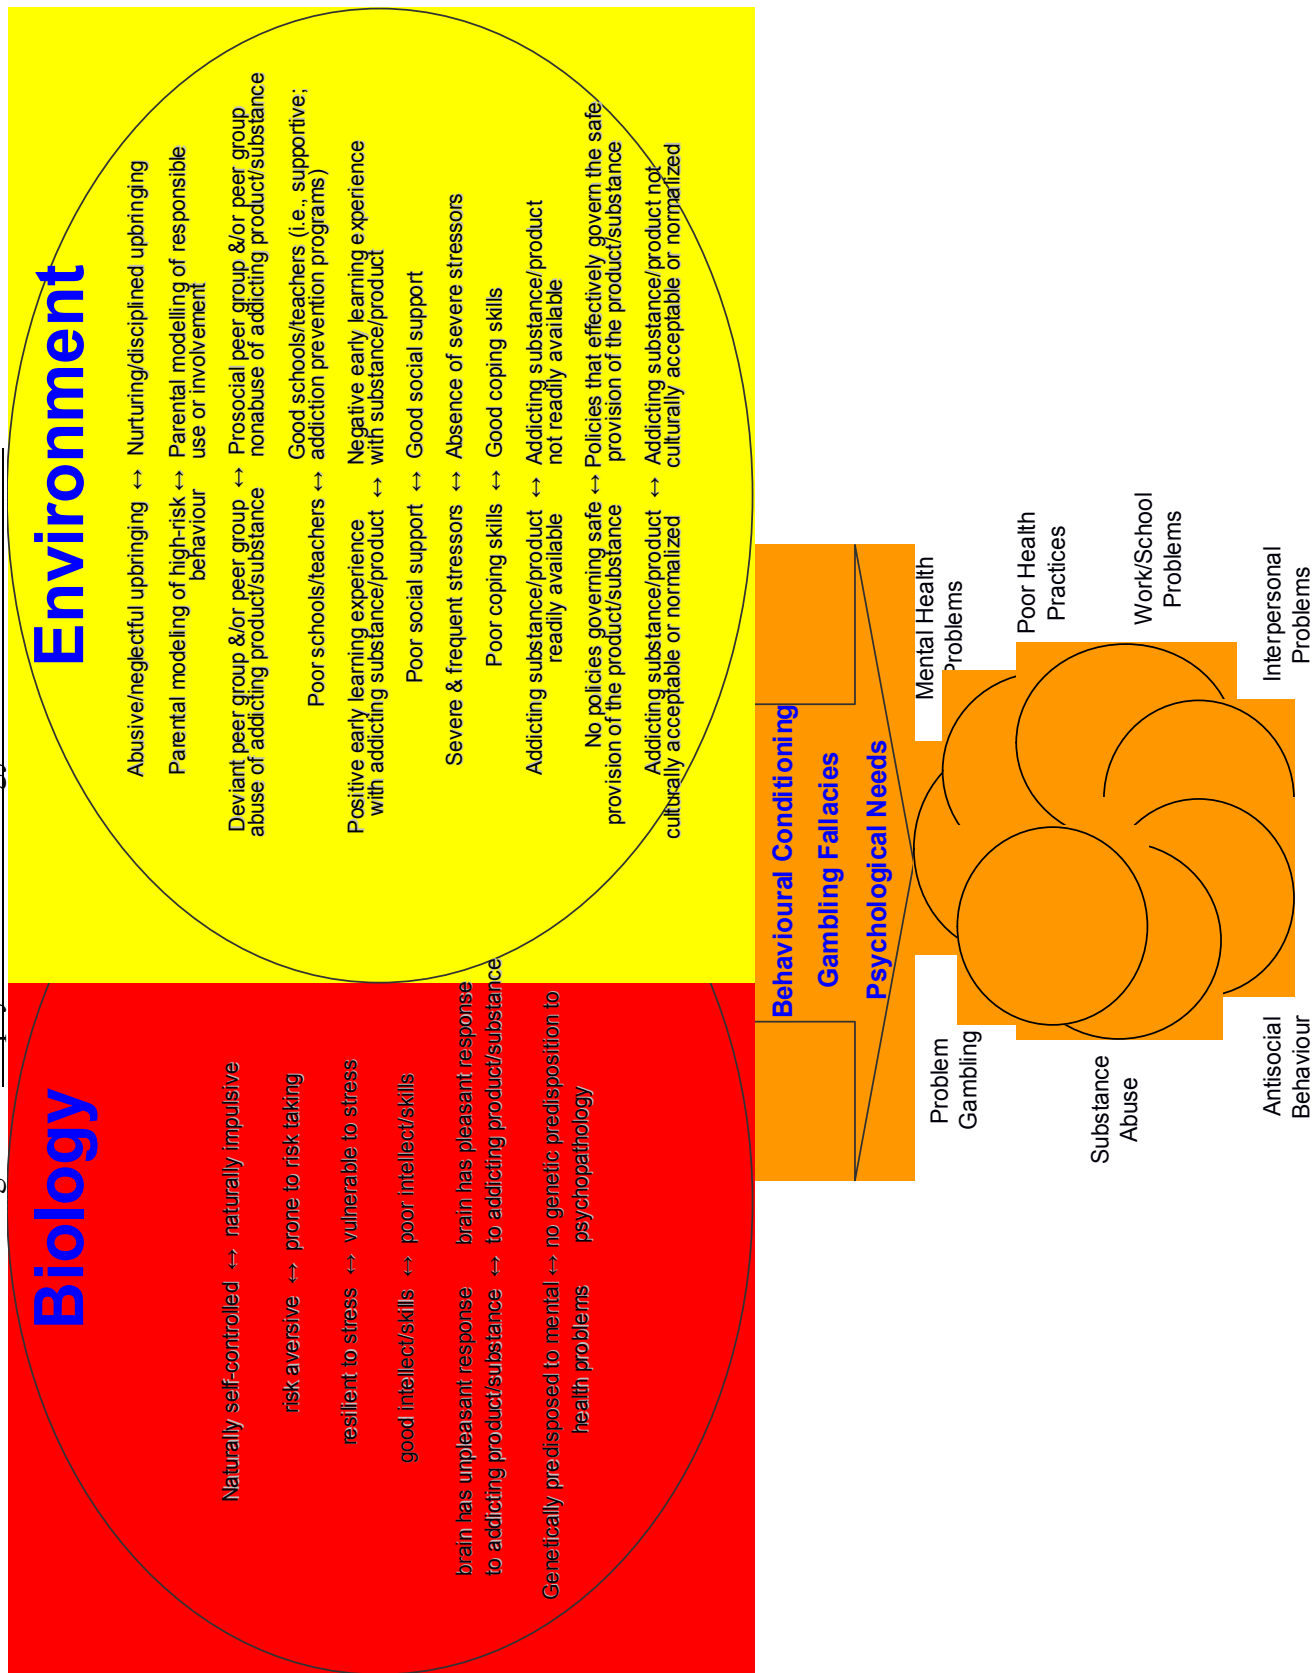 Biology
Naturally self-controlled ↔ naturally impulsive
risk aversive ↔ prone to risk taking
resilient to stress ↔ vulnerable to stress
good intellect/skills ↔ poor intellect/skills
brain has unpleasant response brain has pleasant response
to addicting product/substance ↔ to addicting product/substance
Genetically predisposed to mental ↔ no genetic predisposition to
health problems psychopathology
Environment
Abusive/neglectful upbringing ↔ Nurturing/disciplined upbringing
Parental modeling of high-risk ↔ Parental modelling of responsible
behaviour use or involvement
Deviant peer group &/or peer group ↔ Prosocial peer group &/or peer group
abuse of addicting product/substance nonabuse of addicting product/substance
Good schools/teachers (i.e., supportive;
Poor schools/teachers ↔ addiction prevention programs)
Positive early learning experience Negative early learning experience
with addicting substance/product ↔ with substance/product
Poor social support ↔ Good social support
Severe & frequent stressors ↔ Absence of severe stressors
Poor coping skills ↔ Good coping skills
Addicting substance/product ↔ Addicting substance/product
readily available not readily available
No policies governing safe ↔ Policies that effectively govern the safe
provision of the product/substance provision of the product/substance
Addicting substance/product ↔ Addicting substance/product not
culturally acceptable or normalized culturally acceptable or normalized
Behavioural Conditioning
Gambling Fallacies
Psychological Needs
Problem
Gambling
Mental Health
Problems
Poor Health
Practices
Substance
Abuse
Work/School
Problems
Antisocial
Behaviour
Interpersonal
Problems